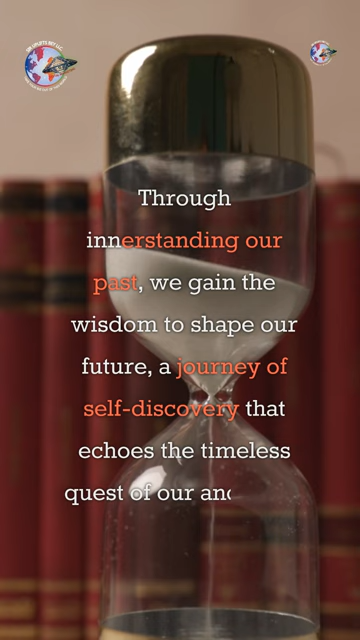 Through
innerstanding our
past, we gain the
wisdom to shape our
future, a journey of
self-discovery that
echoes the timeless
quest of our